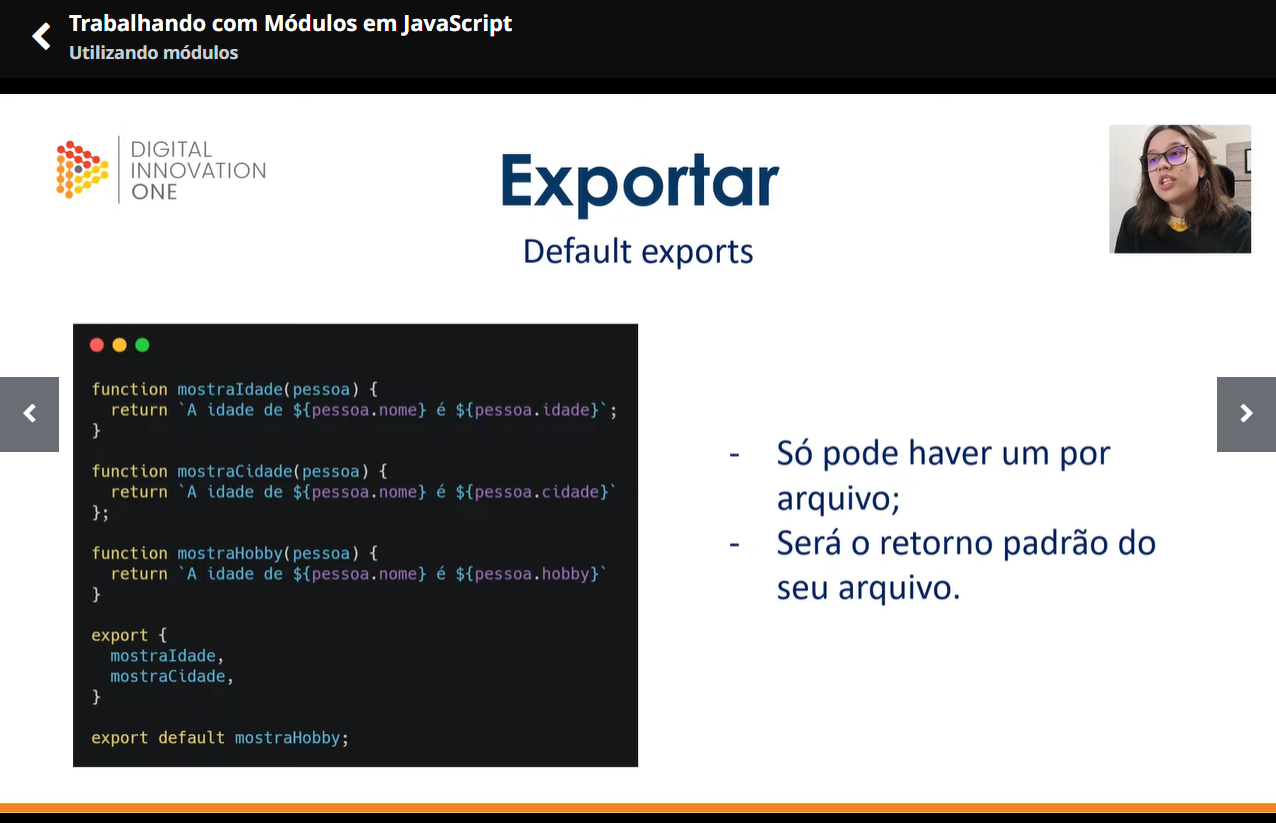 Trabalhando com Módulos em JavaScript
Utilizando módulos
DIGITAL
INNOVATION
ONE
Exportar
Default exports
function mostraIdade(pessoa) {
  return `A idade de ${pessoa.nome} é ${pessoa.idade}`;
}
function mostraCidade(pessoa) {
  return `A idade de ${pessoa.nome} é ${pessoa.cidade}`
};
function mostraHobby(pessoa) {
  return `A idade de ${pessoa.nome} é ${pessoa.hobby}`
}
export {
  mostraIdade,
  mostraCidade,
}
export default mostraHobby;
- Só pode haver um por
arquivo;
- Será o retorno padrão do
seu arquivo.